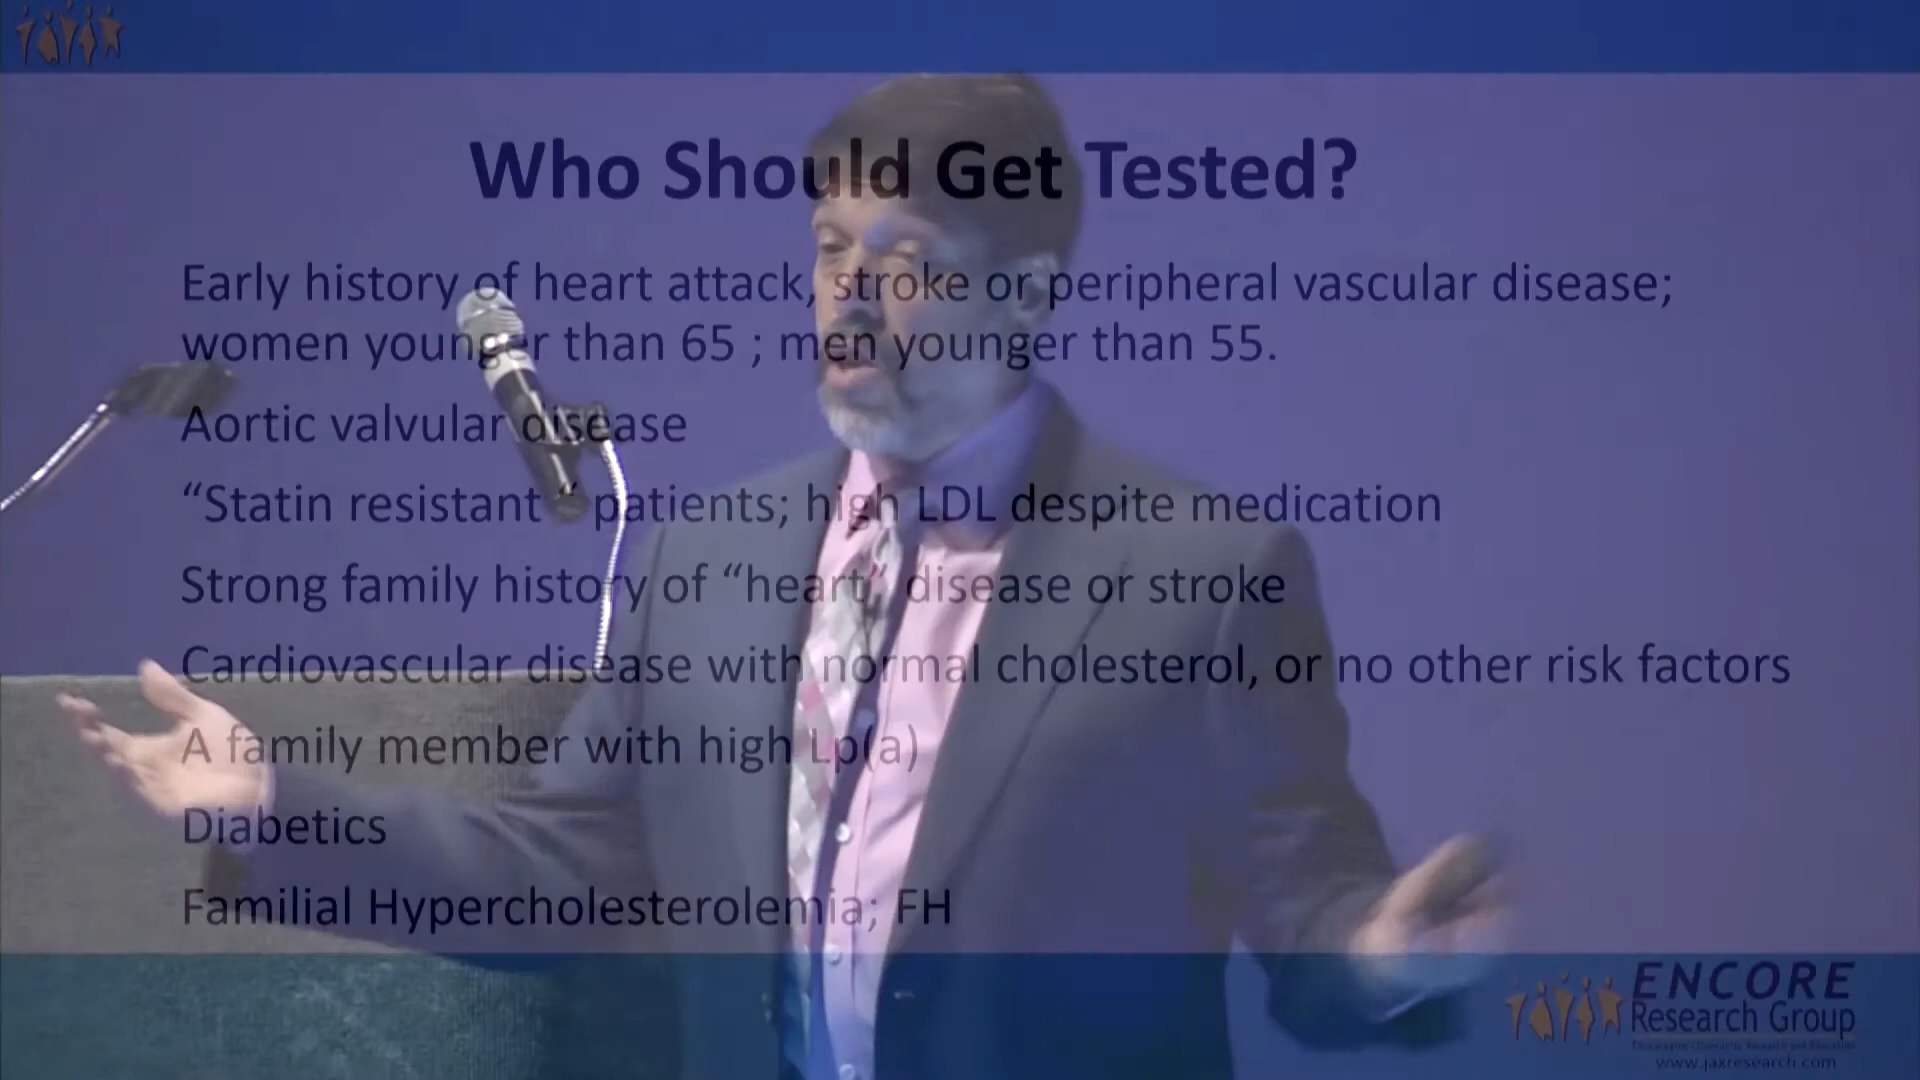 Who Should Get Tested?
Early history of heart attack, stroke or peripheral vascular disease;
women younger than 65 ; men younger than 55.
Aortic valvular disease
“Statin resistant “ patients; high LDL despite medication
Strong family history of “heart” disease or stroke
Cardiovascular disease with normal cholesterol, or no other risk factors
A family member with high Lp(a)
Diabetics
Familial Hypercholesterolemia; FH
ENCORE
Research Group
www.jaxresearch.com